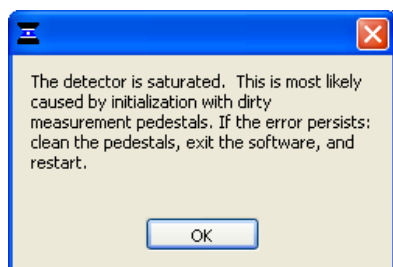 The detector is saturated.  This is most likely
caused by initialization with dirty
measurement pedestals. If the error persists:
clean the pedestals, exit the software, and
restart.
OK